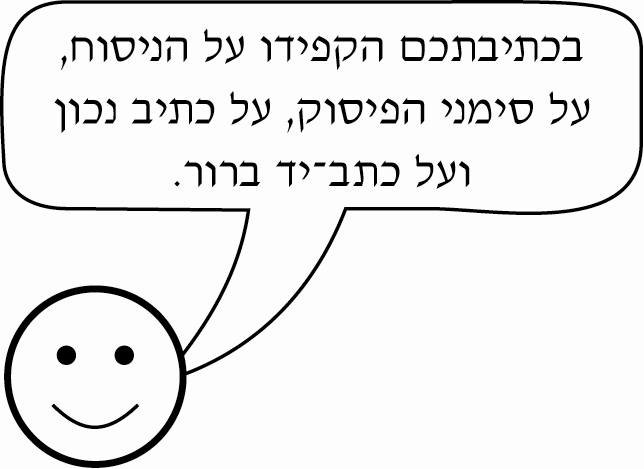 בכתיבתכם הקפידו על הניסוח,
על סימני הפיסוק, על כתיב נכון
ועל כתב־יד ברור.